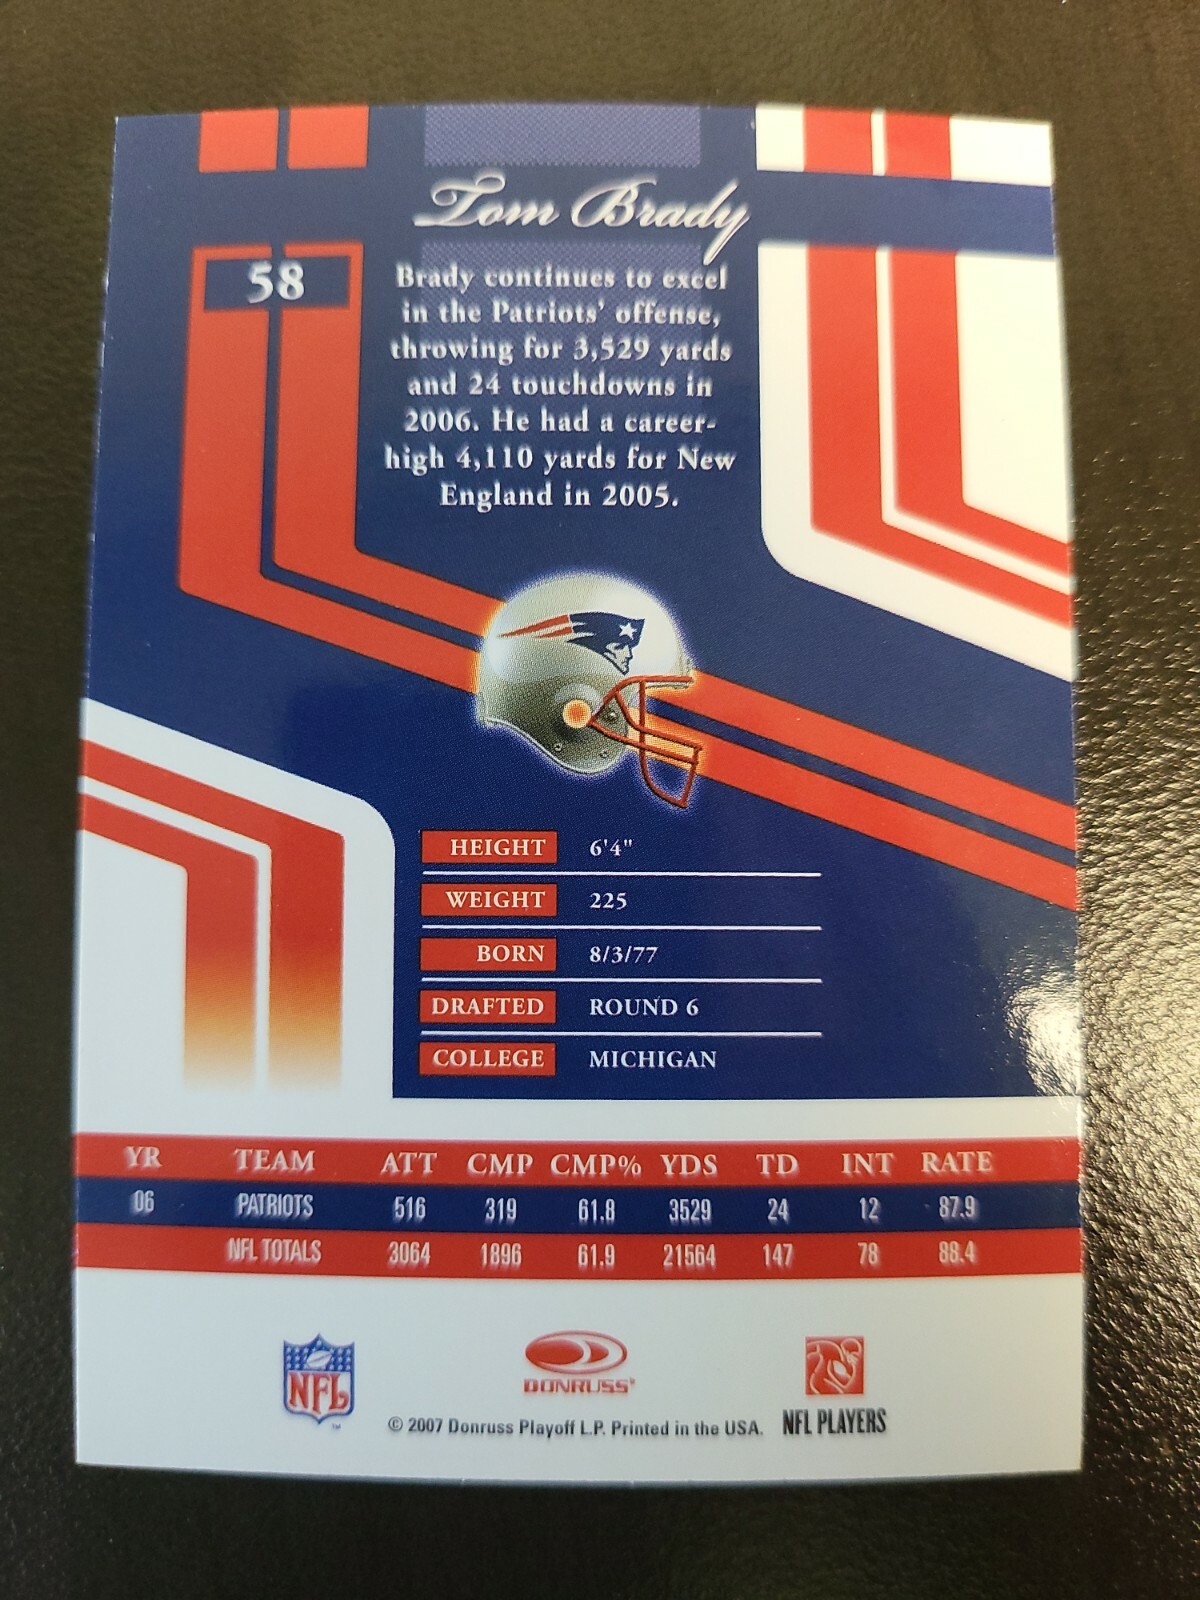 Tom Brady
58
Brady continues to excel
in the Patriots' offense,
throwing for 3,529 yards
and 24 touchdowns in
2006. He had a career-
high 4,110 yards for New
England in 2005.
HEIGHT 6'4"
WEIGHT 225
BORN 8/3/77
DRAFTED ROUND 6
COLLEGE MICHIGAN
YR TEAM ATT CMP CMP% YDS TD INT RATE
06 PATRIOTS 516 319 61.8 3529 24 12 87.9
NFL TOTALS 3064 1896 61.9 21564 147 78 88.4
NFL
TM
DONRUSS®
© 2007 Donruss Playoff L.P. Printed in the USA.
NFL PLAYERS